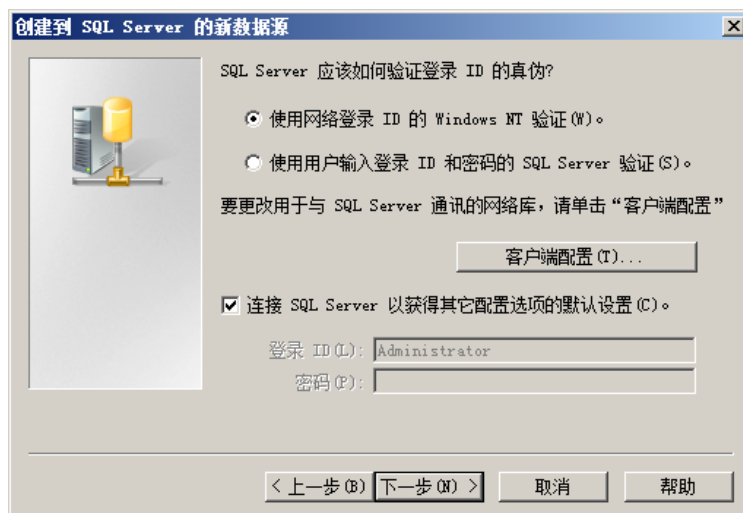 创建到 SQL Server 的新数据源
SQL Server 应该如何验证登录 ID 的真伪?
使用网络登录 ID 的 Windows NT 验证(W)。
使用用户输入登录 ID 和密码的 SQL Server 验证(S)。
要更改用于与 SQL Server 通讯的网络库，请单击“客户端配置”
客户端配置(T)...
连接 SQL Server 以获得其它配置选项的默认设置(C)。
登录 ID(L): Administrator
密码(P):
< 上一步(B) 下一步(N) > 取消 帮助